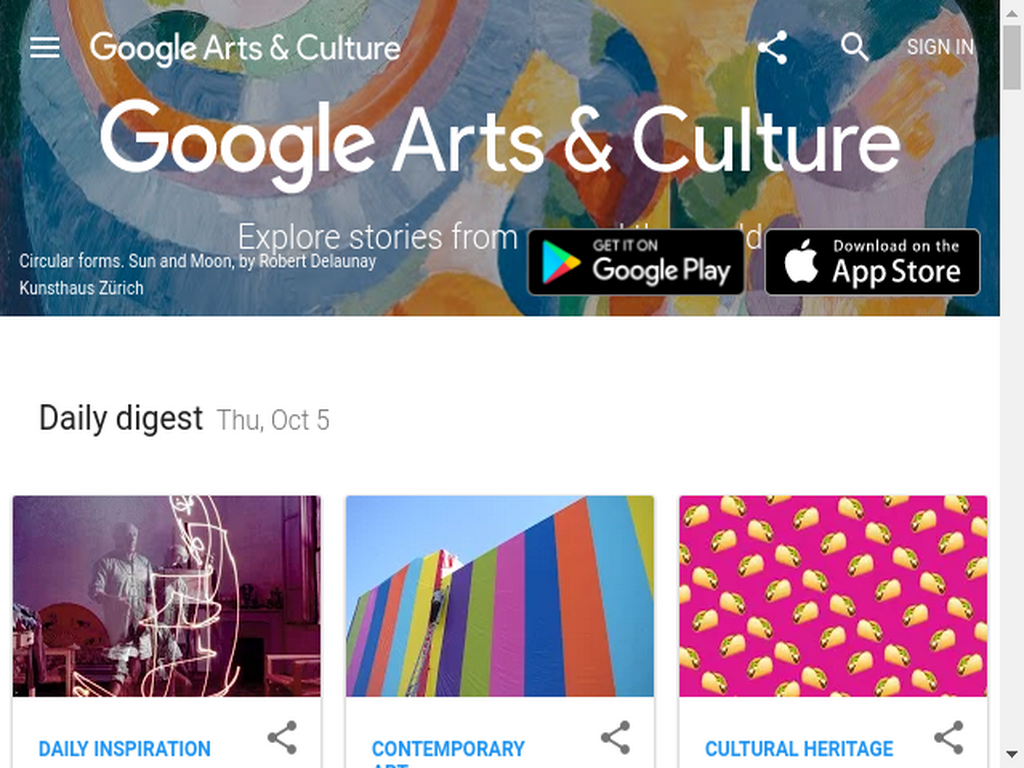 Google Arts & Culture
SIGN IN
Google Arts & Culture
Explore stories from
Circular forms. Sun and Moon, by Robert Delaunay
Kunsthaus Zürich
GET IT ON
Google Play
Download on the
App Store
Daily digest Thu, Oct 5
DAILY INSPIRATION
CONTEMPORARY
ART
CULTURAL HERITAGE